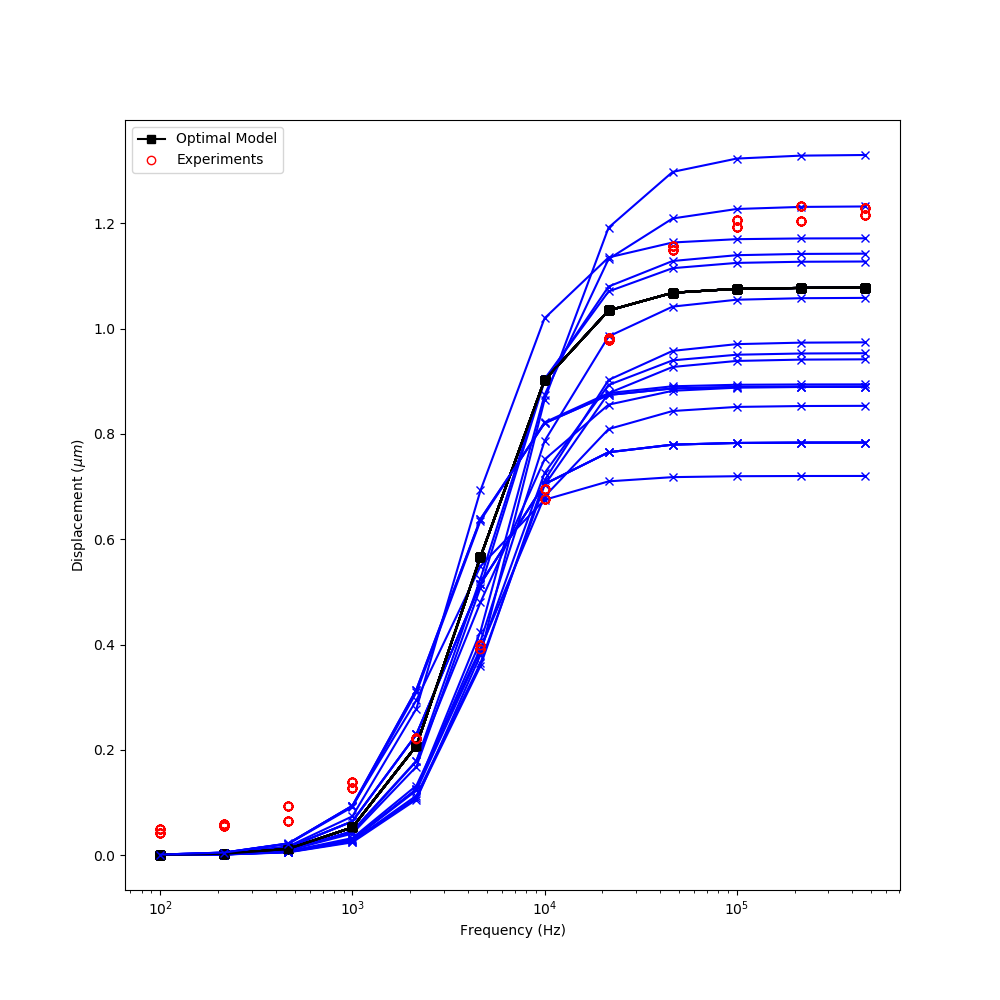 Optimal Model
Experiments
Displacement (μm)
1.2
1.0
0.8
0.6
0.4
0.2
0.0
10²
10³
10⁴
10⁵
Frequency (Hz)